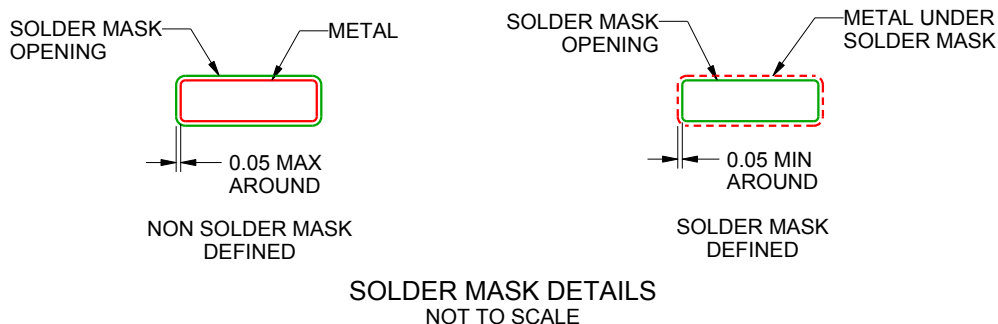 SOLDER MASK
OPENING
METAL
0.05 MAX
AROUND
NON SOLDER MASK
DEFINED
SOLDER MASK
OPENING
METAL UNDER
SOLDER MASK
0.05 MIN
AROUND
SOLDER MASK
DEFINED
SOLDER MASK DETAILS
NOT TO SCALE